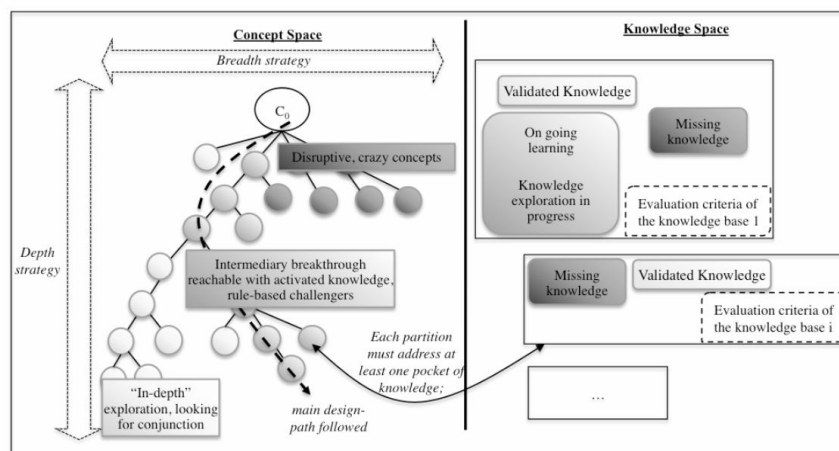 Concept Space
Breadth strategy
Depth
strategy
C0
Disruptive, crazy concepts
Intermediary breakthrough
reachable with activated knowledge,
rule-based challengers
"In-depth"
exploration, looking
for conjunction
main design-
path followed
Each partition
must address at
least one pocket of
knowledge;
Knowledge Space
Validated Knowledge
On going
learning
Knowledge
exploration in
progress
Missing
knowledge
Evaluation criteria of
the knowledge base 1
Missing
knowledge
Validated Knowledge
Evaluation criteria of
the knowledge base i
...